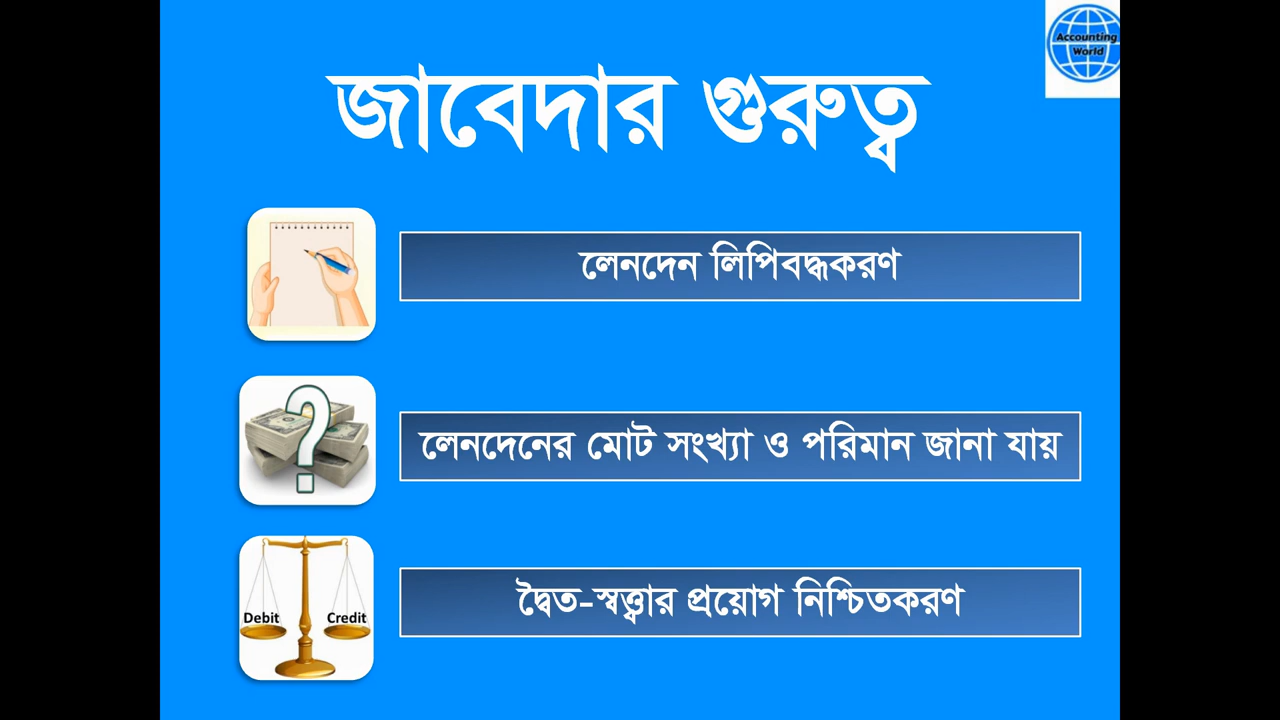 Accounting
World
জাবেদার গুরুত্ব
লেনদেন লিপিবদ্ধকরণ
লেনদেনের মোট সংখ্যা ও পরিমান জানা যায়
দ্বৈত-স্বত্ত্বার প্রয়োগ নিশ্চিতকরণ
Debit Credit